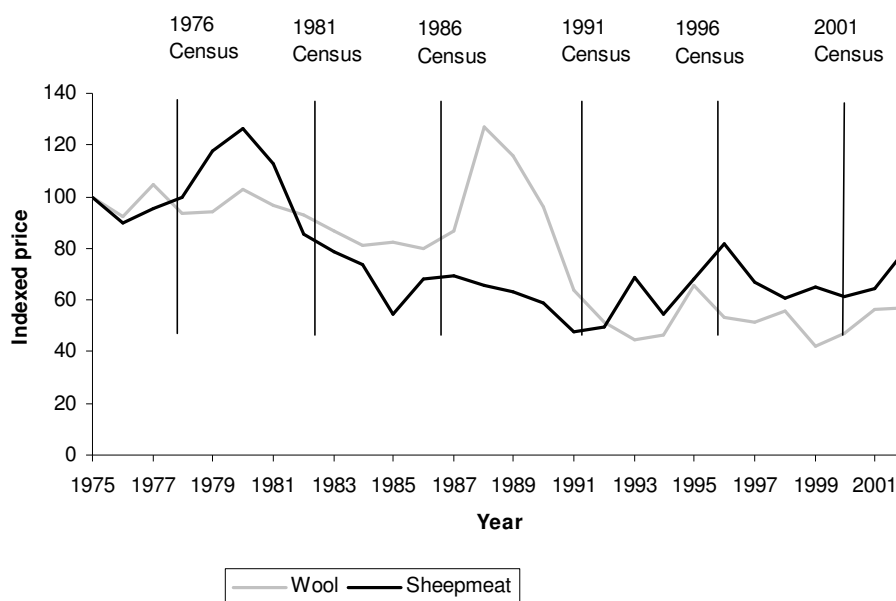 1976
Census
1981
Census
1986
Census
1991
Census
1996
Census
2001
Census
140
120
100
80
60
40
20
0
Indexed price
1975 1977 1979 1981 1983 1985 1987 1989 1991 1993 1995 1997 1999 2001
Year
Wool Sheepmeat